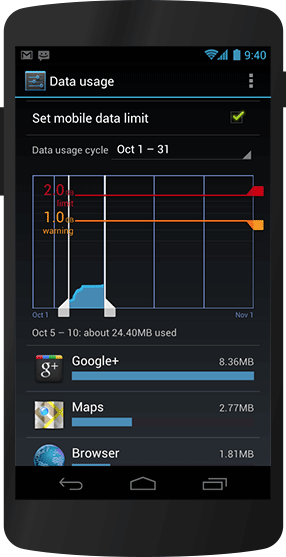 9:40
Data usage
Set mobile data limit
Data usage cycle Oct 1 – 31
2.0 GB
limit
1.0 GB
warning
Oct 1 Nov 1
Oct 5 – 10: about 24.40MB used
g+ Google+ 8.36MB
Maps 2.77MB
Browser 1.81MB